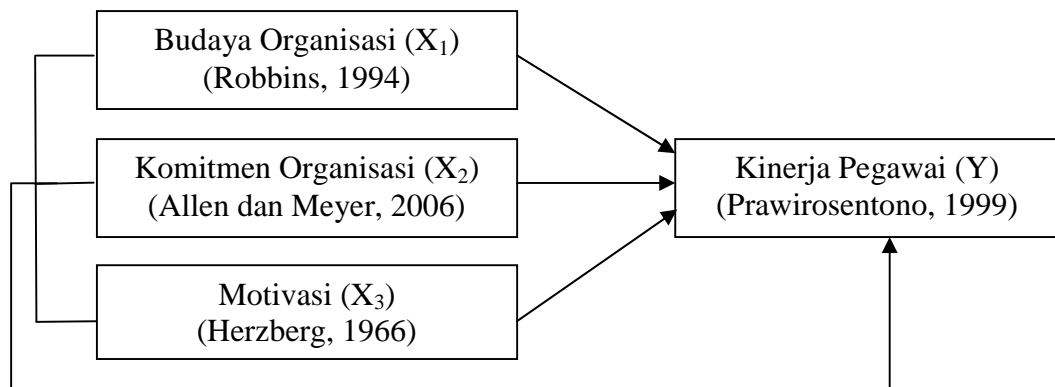 Budaya Organisasi (X₁)
(Robbins, 1994)
Komitmen Organisasi (X₂)
(Allen dan Meyer, 2006)
Motivasi (X₃)
(Herzberg, 1966)
Kinerja Pegawai (Y)
(Prawirosentono, 1999)